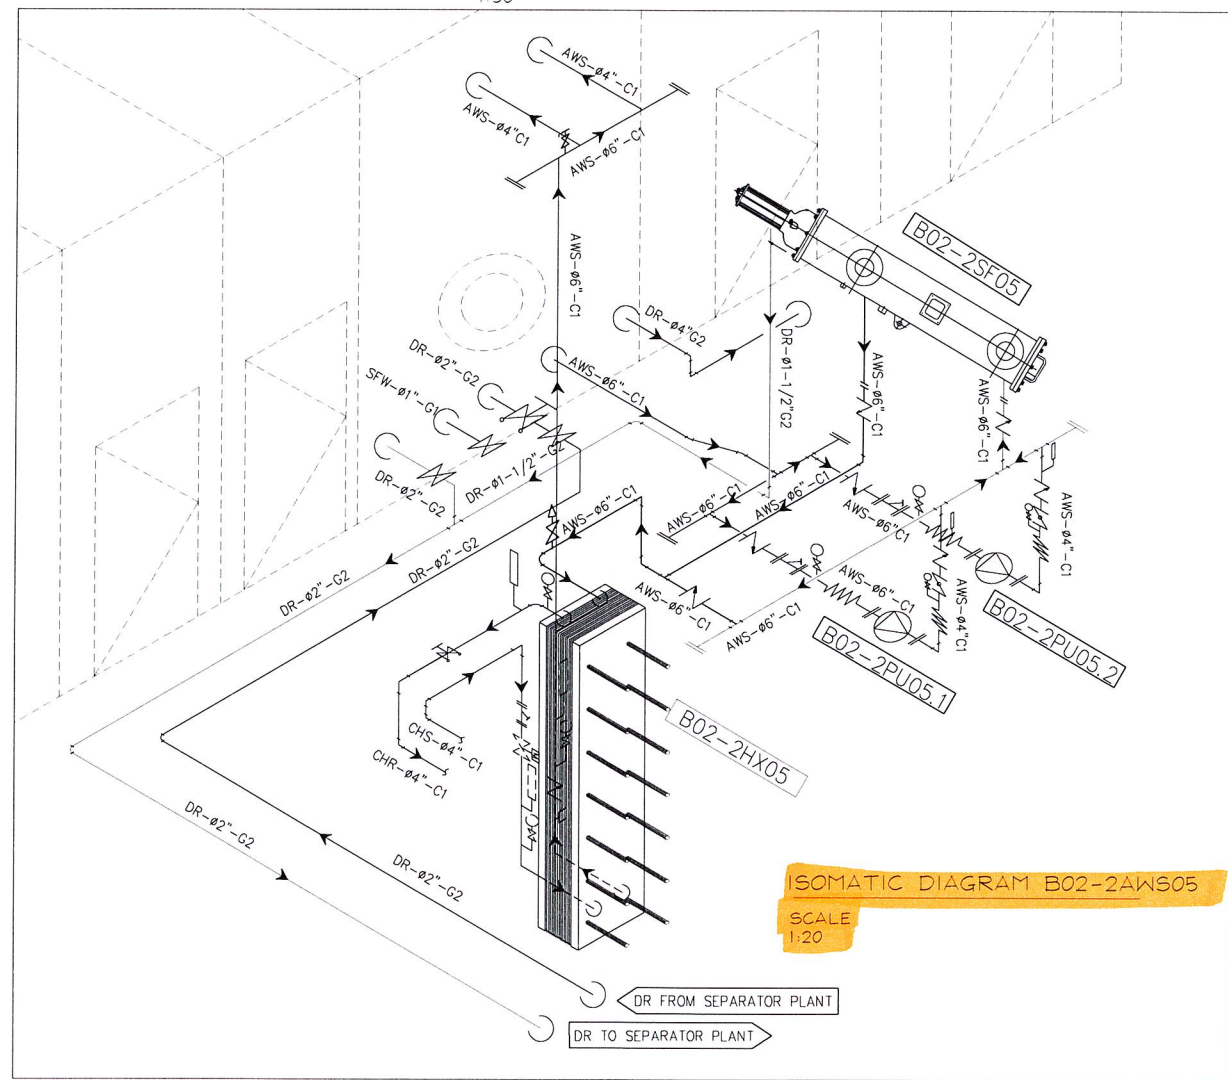 AWS-ø4"-C1
AWS-ø4"C1
AWS-ø6"-C1
AWS-ø6"-C1
B02-2SF05
DR-ø4"G2
DR-ø1-1/2"G2
DR-ø2"-G2
SFW-ø1"-G1
DR-ø2"-G2
DR-ø1-1/2"-G2
AWS-ø6"-C1
AWS-ø6"-C1
AWS-ø6"-C1
AWS-ø6"-C1
AWS-ø6"-C1
AWS-ø6"-C1
AWS-ø6"C1
AWS-ø4"-C1
DR-ø2"-G2
DR-ø2"-G2
AWS-ø6"-C1
AWS-ø6"-C1
AWS-ø6"-C1
AWS-ø4"C1
B02-2PU05.2
B02-2PU05.1
B02-2HX05
CHS-ø4"-C1
CHR-ø4"-C1
DR-ø2"-G2
DR-ø2"-G2
ISOMATIC DIAGRAM B02-2AWS05
SCALE
1:20
DR FROM SEPARATOR PLANT
DR TO SEPARATOR PLANT